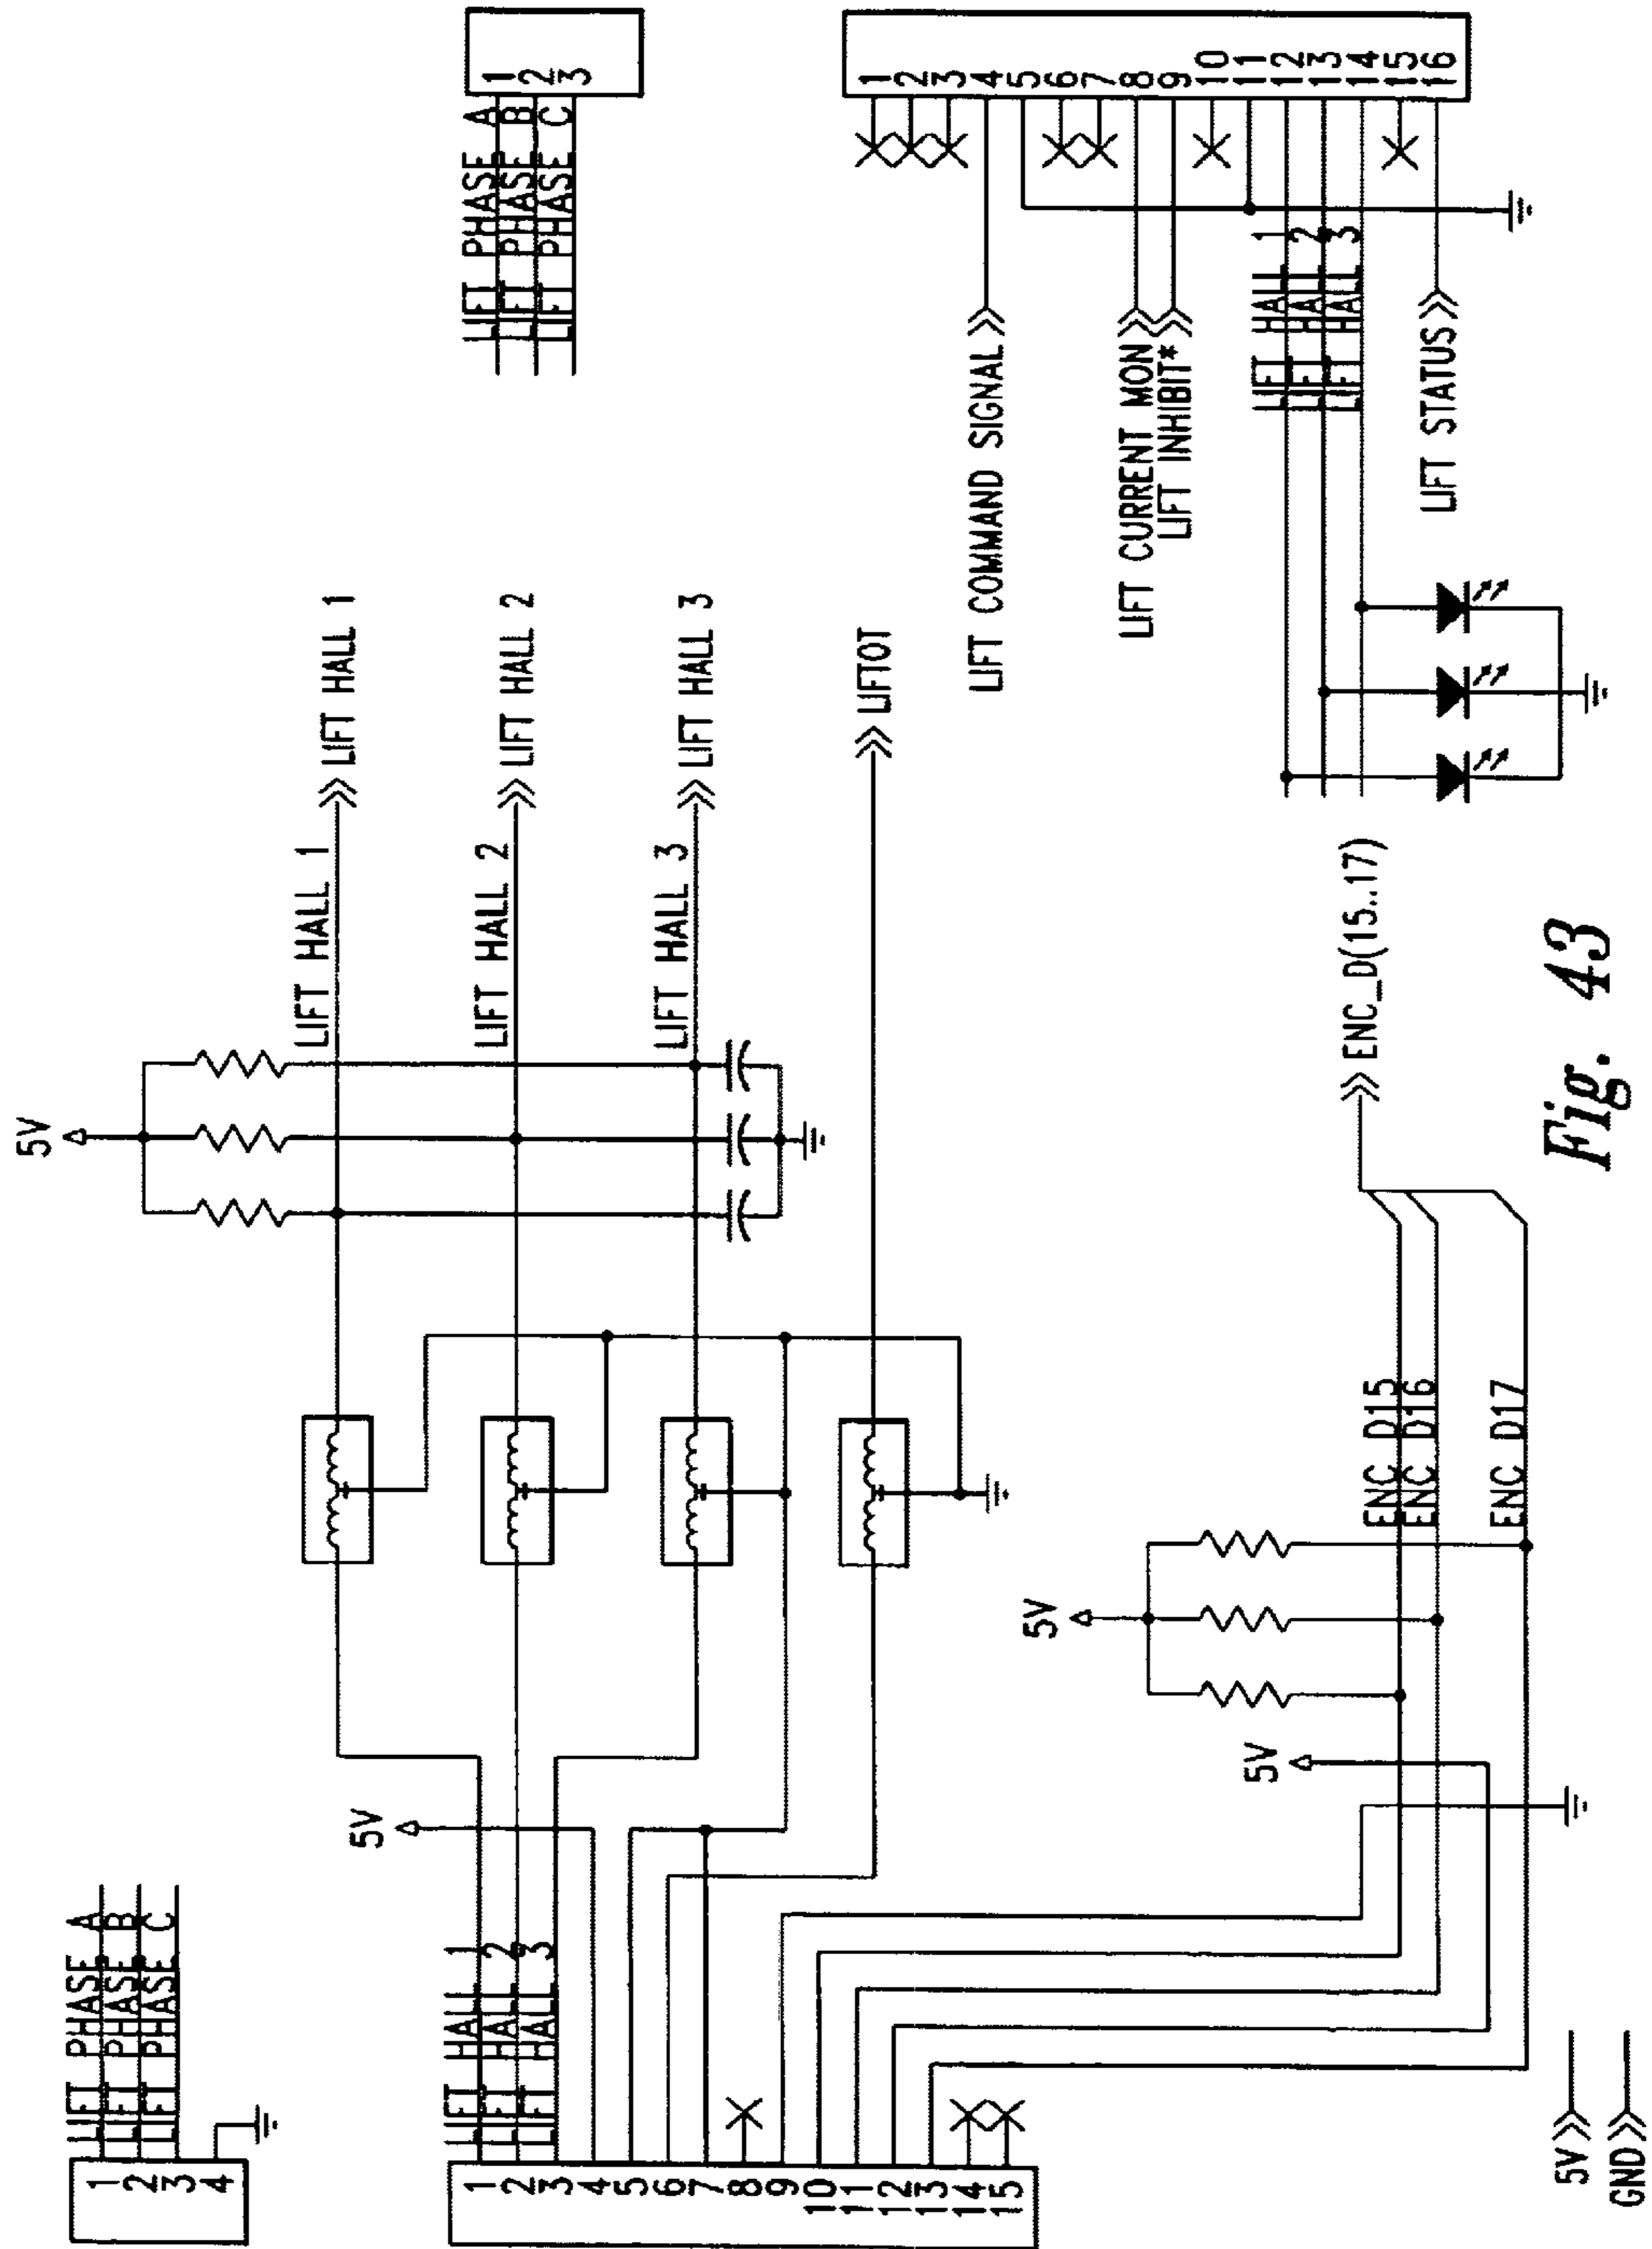 LIFT PHASE A
LIFT PHASE B
LIFT PHASE C
1
2
3
4
LIFT HALL 1
LIFT HALL 2
LIFT HALL 3
1
2
3
4
5
6
7
8
9
10
11
12
13
14
15
5V
5V
LIFT HALL 1
LIFT HALL 1
LIFT HALL 2
LIFT HALL 2
LIFT HALL 3
LIFT HALL 3
LIFTOT
5V
5V
ENC D15
ENC D16
ENC D17
ENC_D(15..17)
5V
GND
LIFT PHASE A
LIFT PHASE B
LIFT PHASE C
1
2
3
LIFT COMMAND SIGNAL
LIFT CURRENT MON
LIFT INHIBIT*
LIFT HALL 1
LIFT HALL 2
LIFT HALL 3
LIFT STATUS
1
2
3
4
5
6
7
8
9
10
11
12
13
14
15
16
Fig. 43